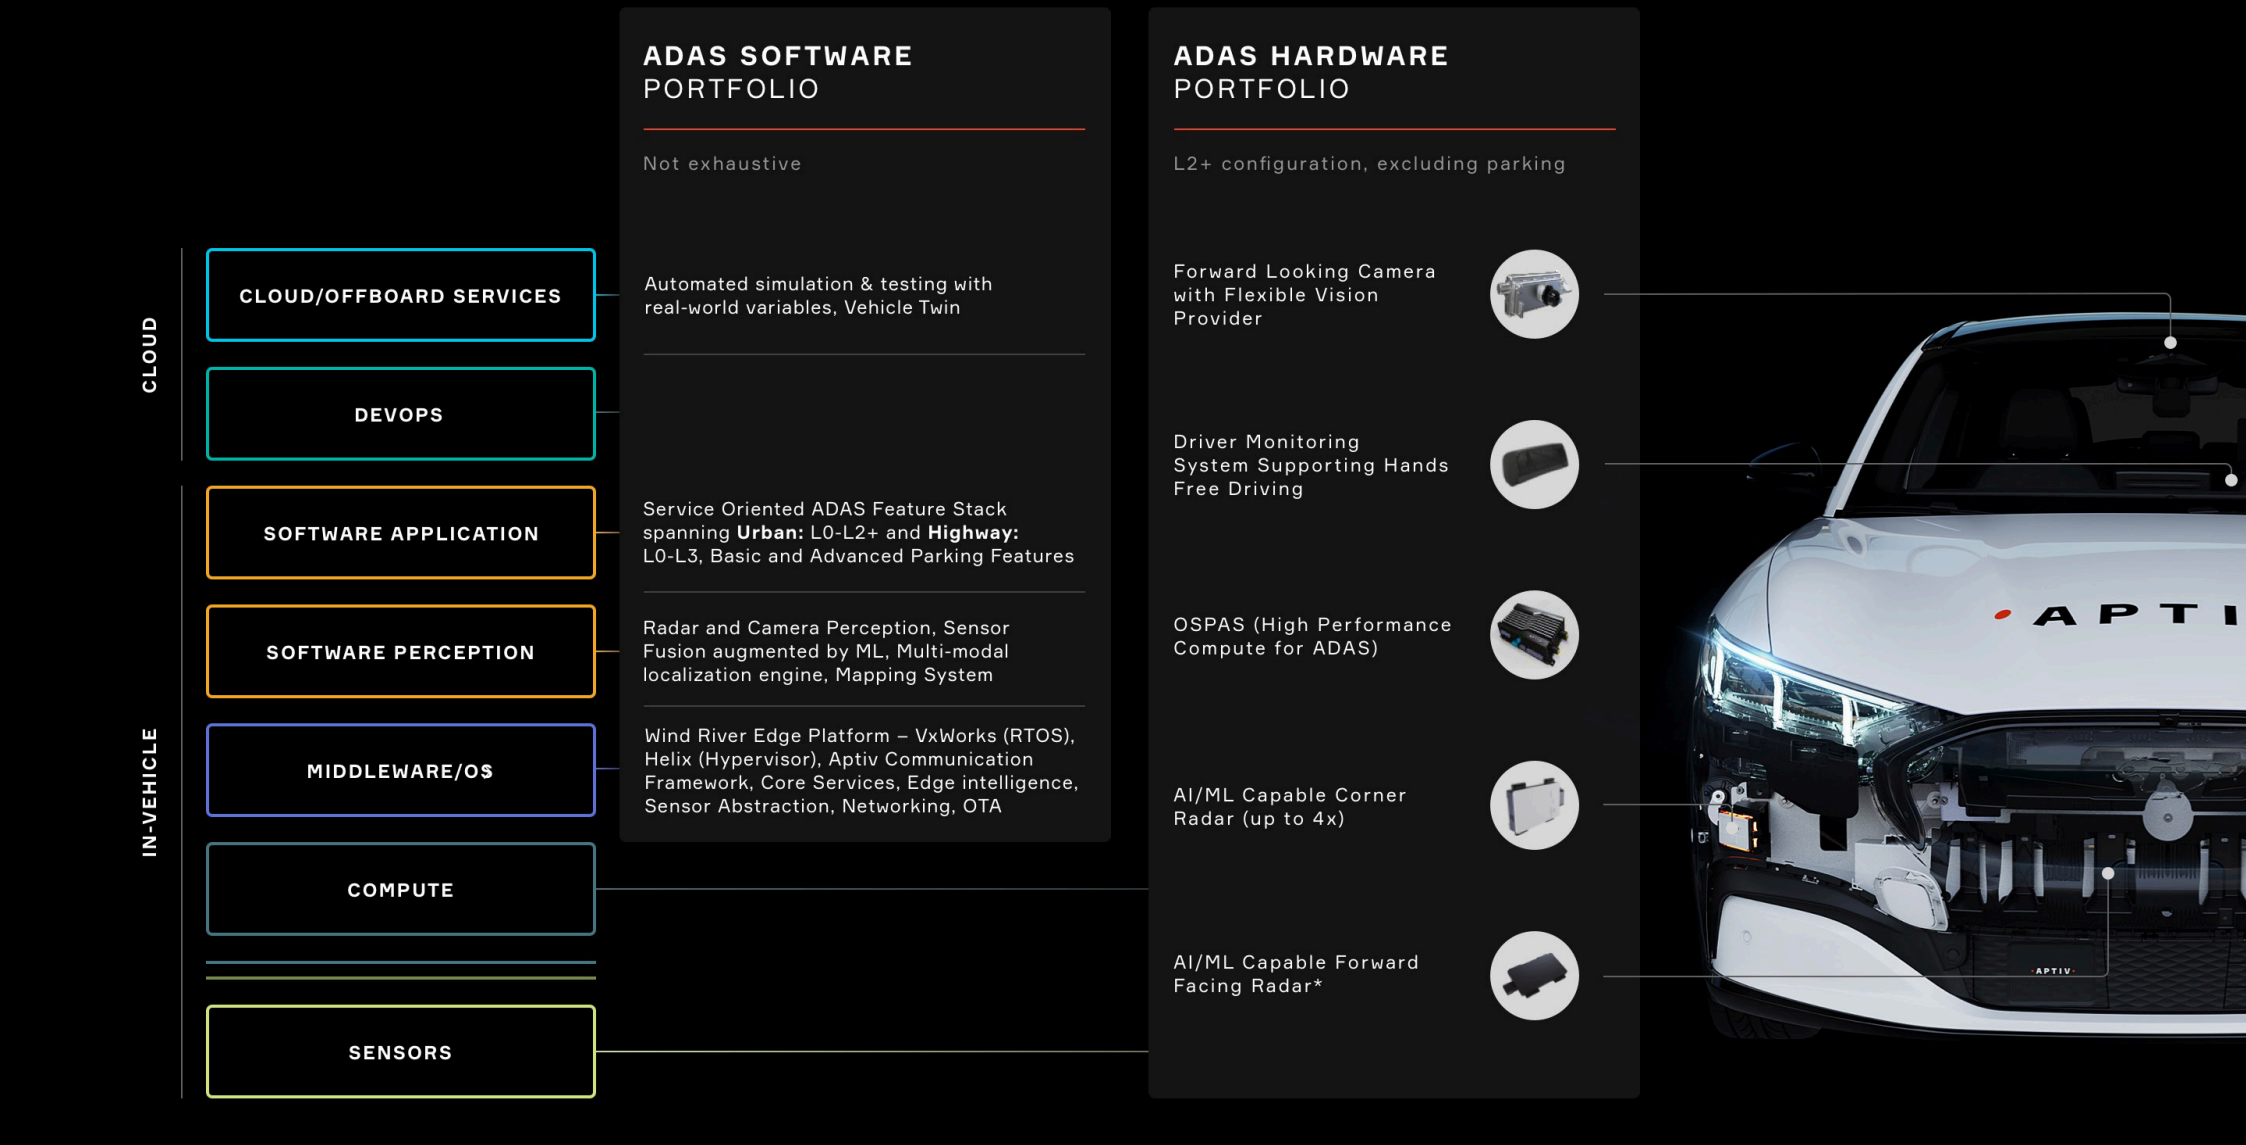 ADAS SOFTWARE
PORTFOLIO
Not exhaustive
ADAS HARDWARE
PORTFOLIO
L2+ configuration, excluding parking
CLOUD
CLOUD/OFFBOARD SERVICES
Automated simulation & testing with
real-world variables, Vehicle Twin
DEVOPS
IN-VEHICLE
SOFTWARE APPLICATION
Service Oriented ADAS Feature Stack
spanning Urban: L0-L2+ and Highway:
L0-L3, Basic and Advanced Parking Features
SOFTWARE PERCEPTION
Radar and Camera Perception, Sensor
Fusion augmented by ML, Multi-modal
localization engine, Mapping System
MIDDLEWARE/OS
Wind River Edge Platform – VxWorks (RTOS),
Helix (Hypervisor), Aptiv Communication
Framework, Core Services, Edge intelligence,
Sensor Abstraction, Networking, OTA
COMPUTE
SENSORS
Forward Looking Camera
with Flexible Vision
Provider
Driver Monitoring
System Supporting Hands
Free Driving
OSPAS (High Performance
Compute for ADAS)
AI/ML Capable Corner
Radar (up to 4x)
AI/ML Capable Forward
Facing Radar*
• A P T I
• APTIV •